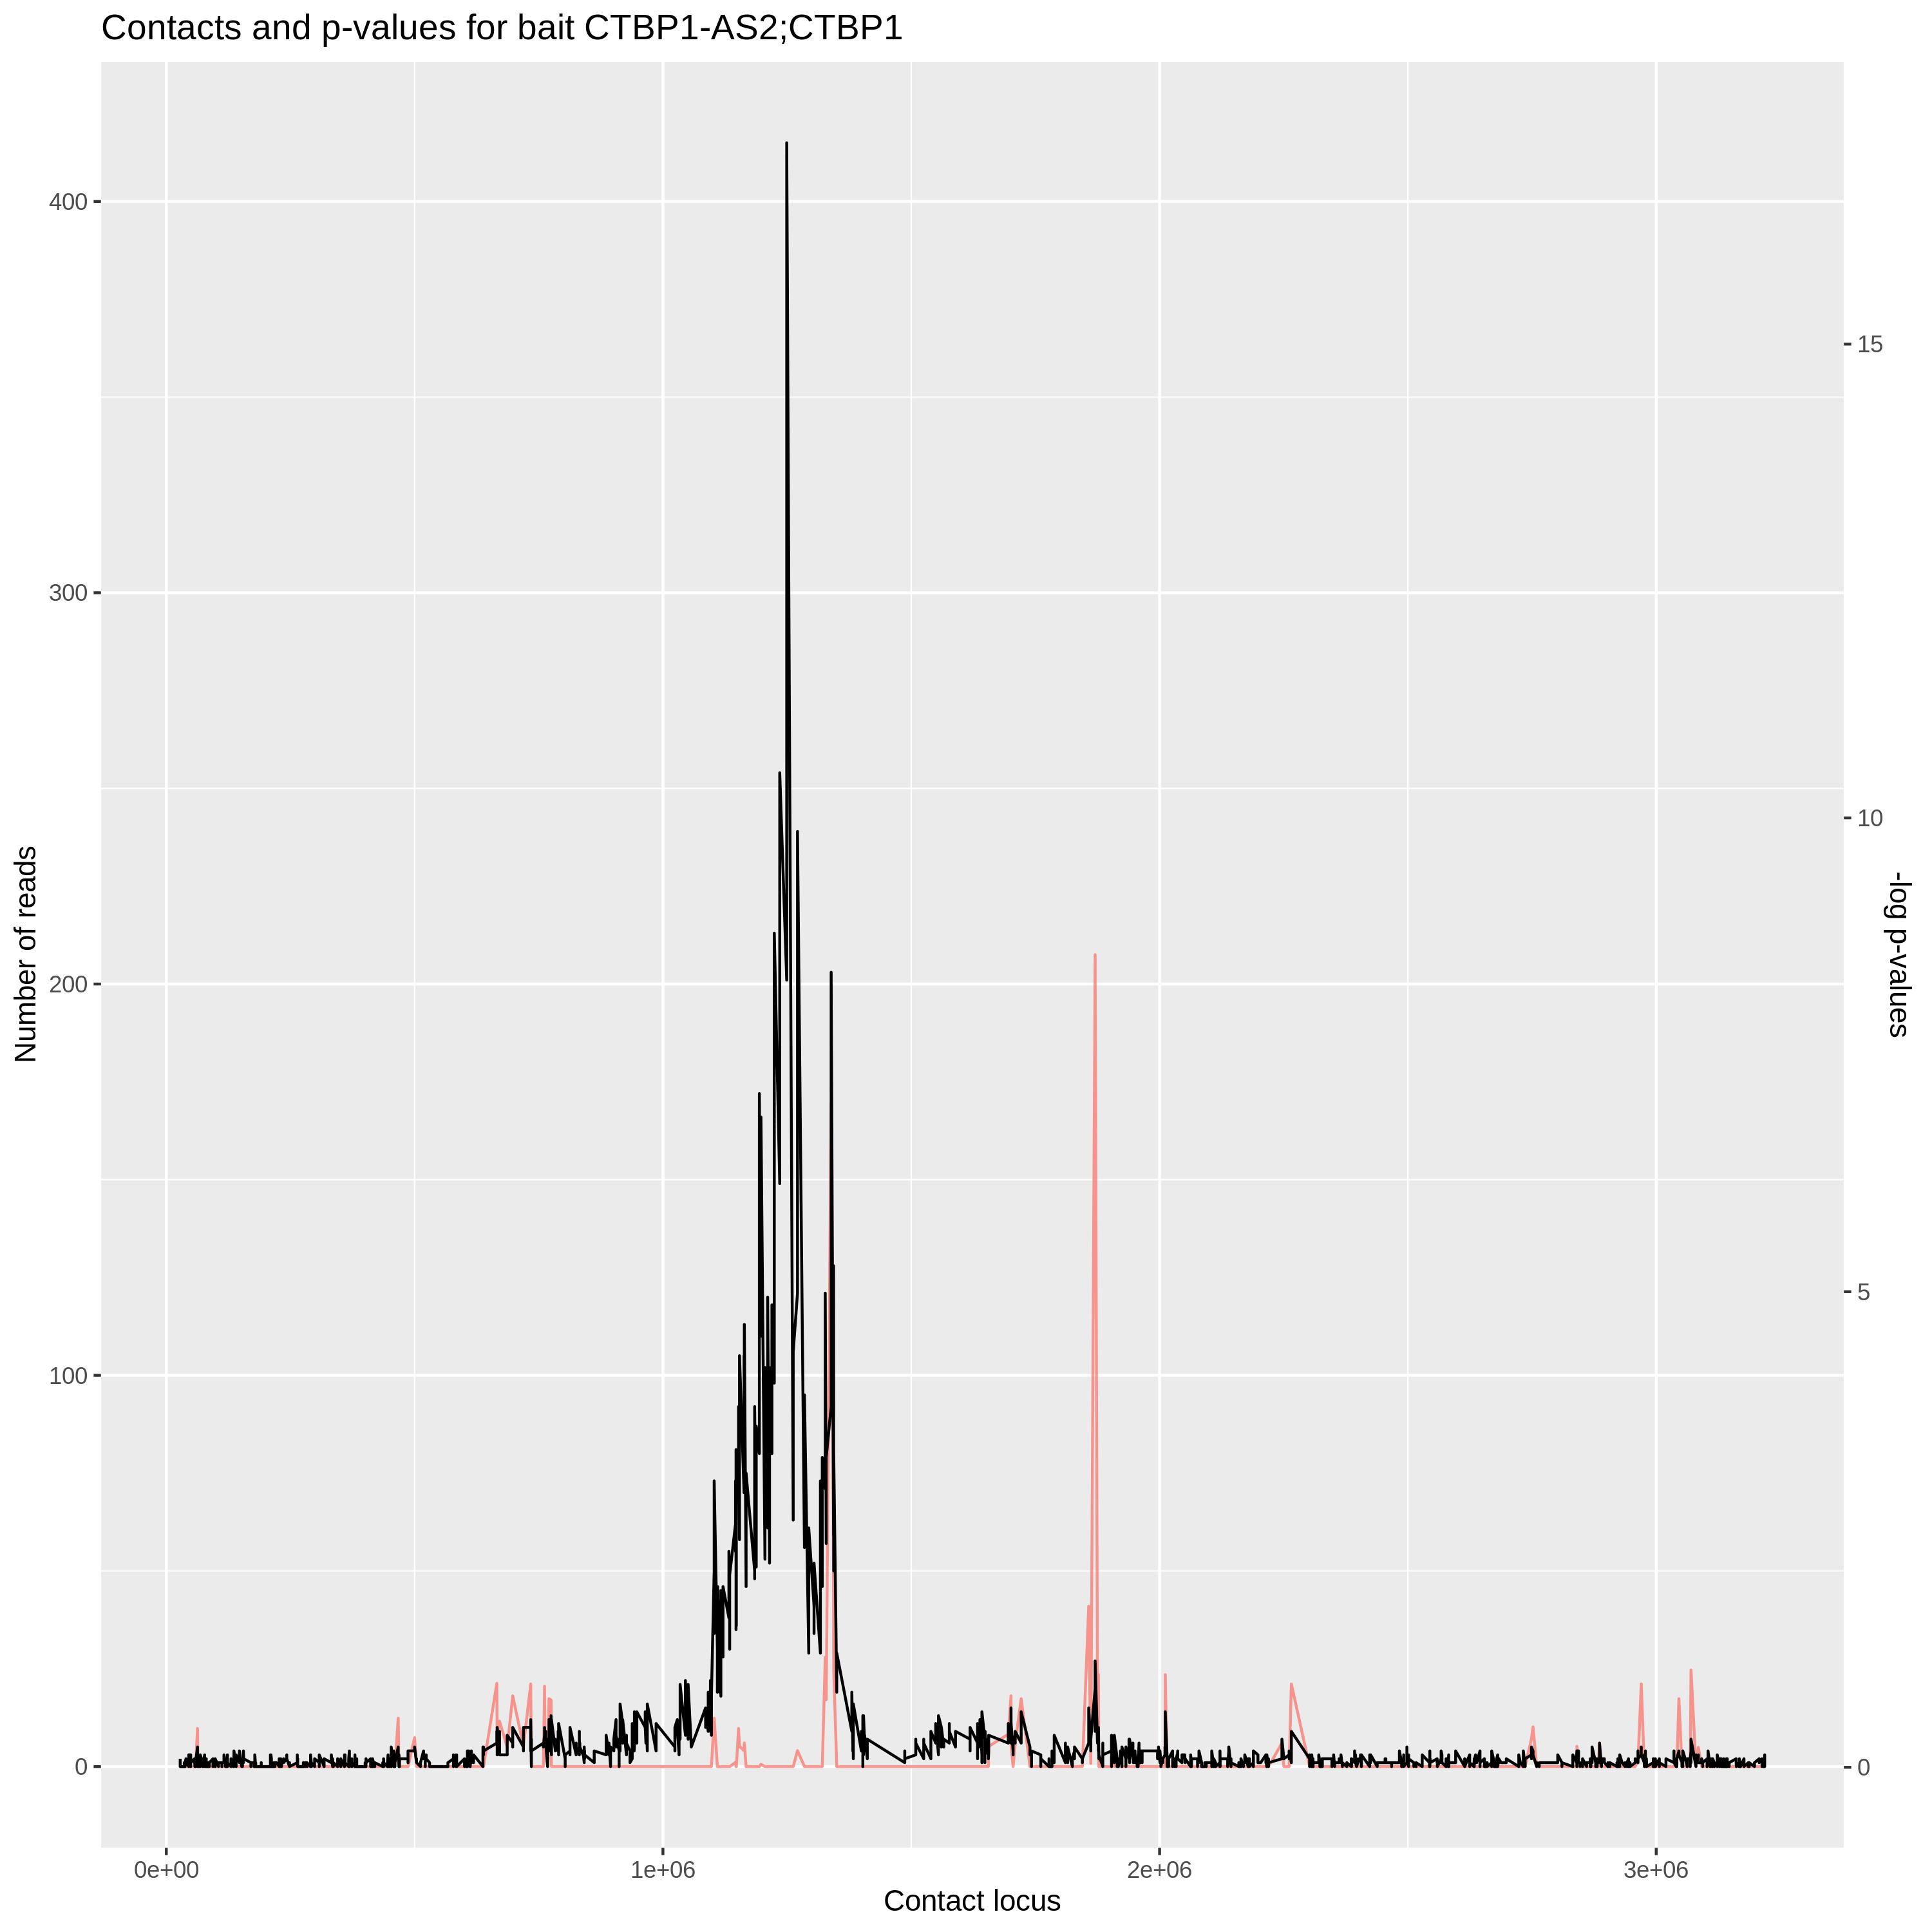 Contacts and p-values for bait CTBP1-AS2;CTBP1
400
300
200
100
0
Number of reads
15
10
5
0
-log p-values
0e+00
1e+06
2e+06
3e+06
Contact locus